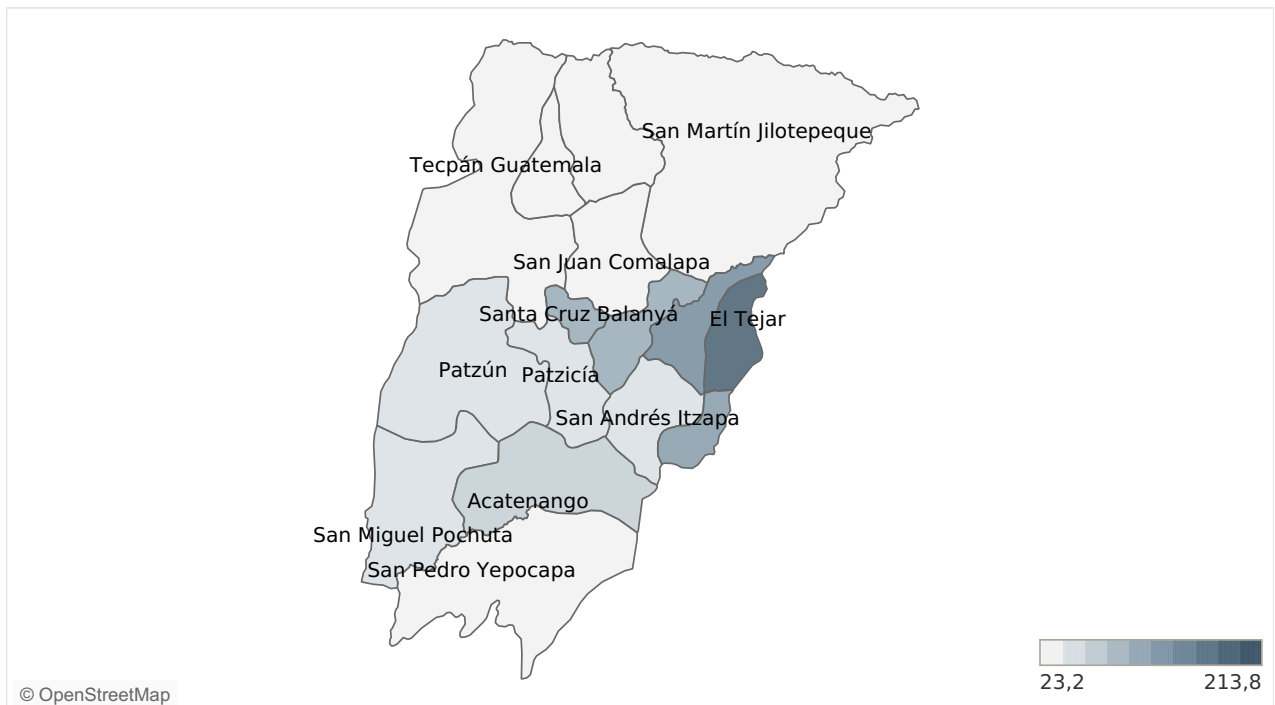 San Martín Jilotepeque
Tecpán Guatemala
San Juan Comalapa
Santa Cruz Balanyá
El Tejar
Patzún
Patzicía
San Andrés Itzapa
Acatenango
San Miguel Pochuta
San Pedro Yepocapa
23,2
213,8
© OpenStreetMap